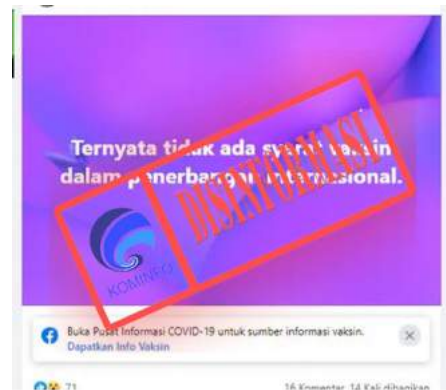 Ternyata tidak ada syarat vaksin
dalam penerbangan internasional.
DISINFORMASI
KOMINFO
Buka Pusat Informasi COVID-19 untuk sumber informasi vaksin.
Dapatkan Info Vaksin
71
16 Komentar 14 Kali dibagikan